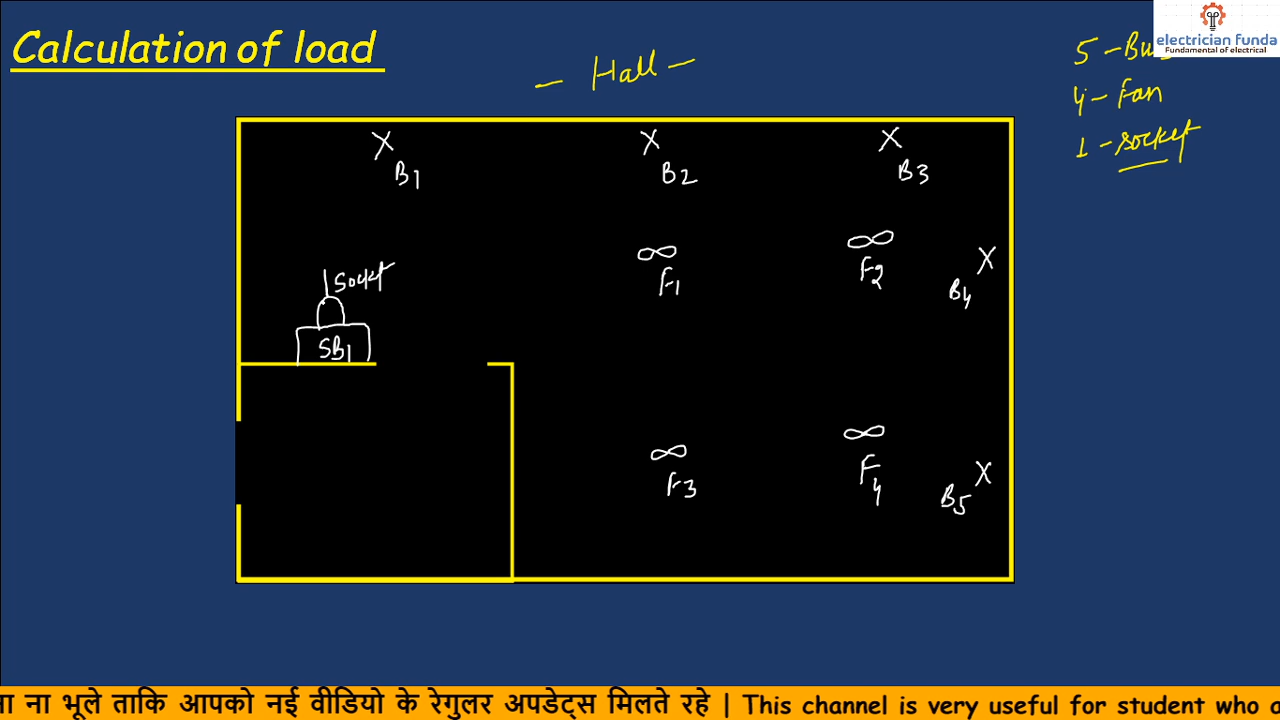 Calculation of load
- Hall -
electrician funda
Fundamental of electrical
5 -
4 - Fan
1 - Socket
X X X
B1 B2 B3
∞ ∞ X
F1 F2 B4
Socket
SB1
∞ ∞ X
F3 F4 B5
ना भूले ताकि आपको नई वीडियो के रेगुलर अपडेट्स मिलते रहे | This channel is very useful for student who